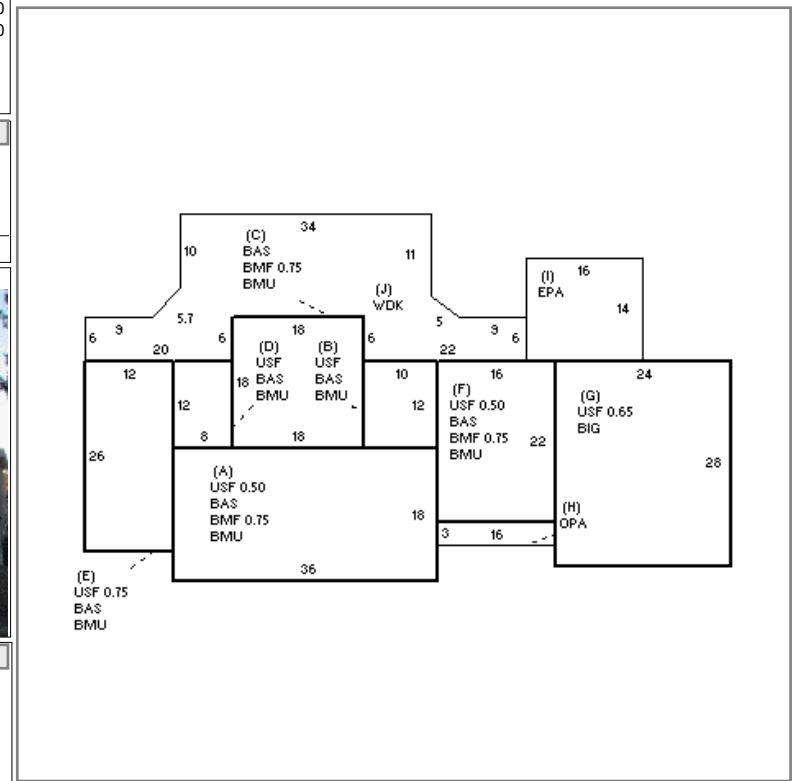 34
(C)
BAS
BMF 0.75
BMU
10
11
(J)
WDK
(I)
EPA
16
14
5.7
6
9
20
6
18
6
5
9
6
22
(D)
USF
BAS
BMU
(B)
USF
BAS
BMU
18
12
12
8
18
10
12
16
(F)
USF 0.50
BAS
BMF 0.75
BMU
22
24
(G)
USF 0.65
BIG
28
26
(A)
USF 0.50
BAS
BMF 0.75
BMU
18
36
3
16
(H)
OPA
(E)
USF 0.75
BAS
BMU